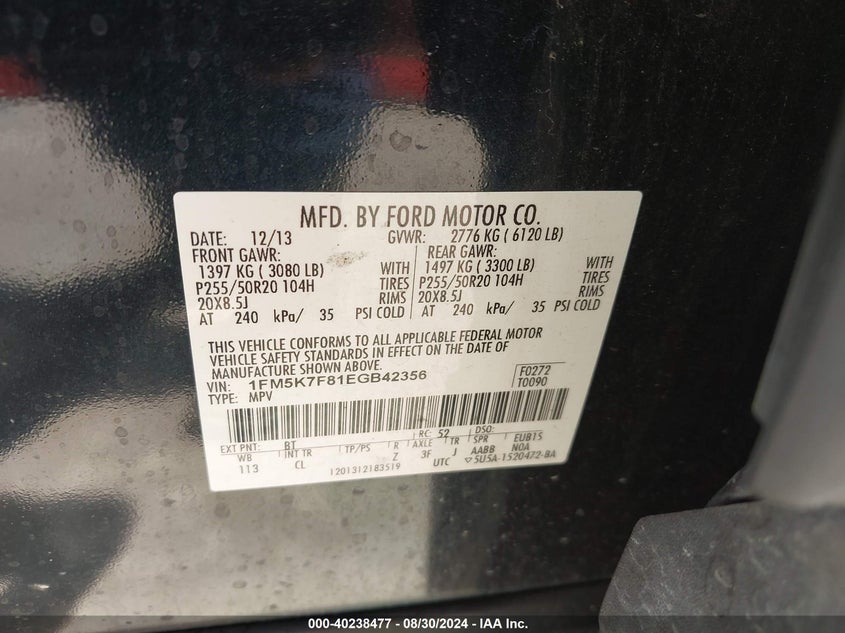 MFD. BY FORD MOTOR CO.
DATE: 12/13 GVWR: 2776 KG ( 6120 LB)
FRONT GAWR: REAR GAWR:
1397 KG ( 3080 LB) WITH 1497 KG ( 3300 LB) WITH
P255/50R20 104H TIRES P255/50R20 104H TIRES
20X8.5J RIMS 20X8.5J RIMS
AT 240 kPa/ 35 PSI COLD AT 240 kPa/ 35 PSI COLD
THIS VEHICLE CONFORMS TO ALL APPLICABLE FEDERAL MOTOR
VEHICLE SAFETY STANDARDS IN EFFECT ON THE DATE OF
MANUFACTURE SHOWN ABOVE.
VIN: 1FM5K7F81EGB42356 F0272
TYPE: MPV T0090
EXT PNT: BT RC: 52 DSO:
WB INT TR TP/PS R AXLE TR SPR EUB15
113 CL Z 3F J AABB NOA
1201312183519 UTC ▽5U5A-1520472-BA
000-40238477 - 08/30/2024 - IAA Inc.